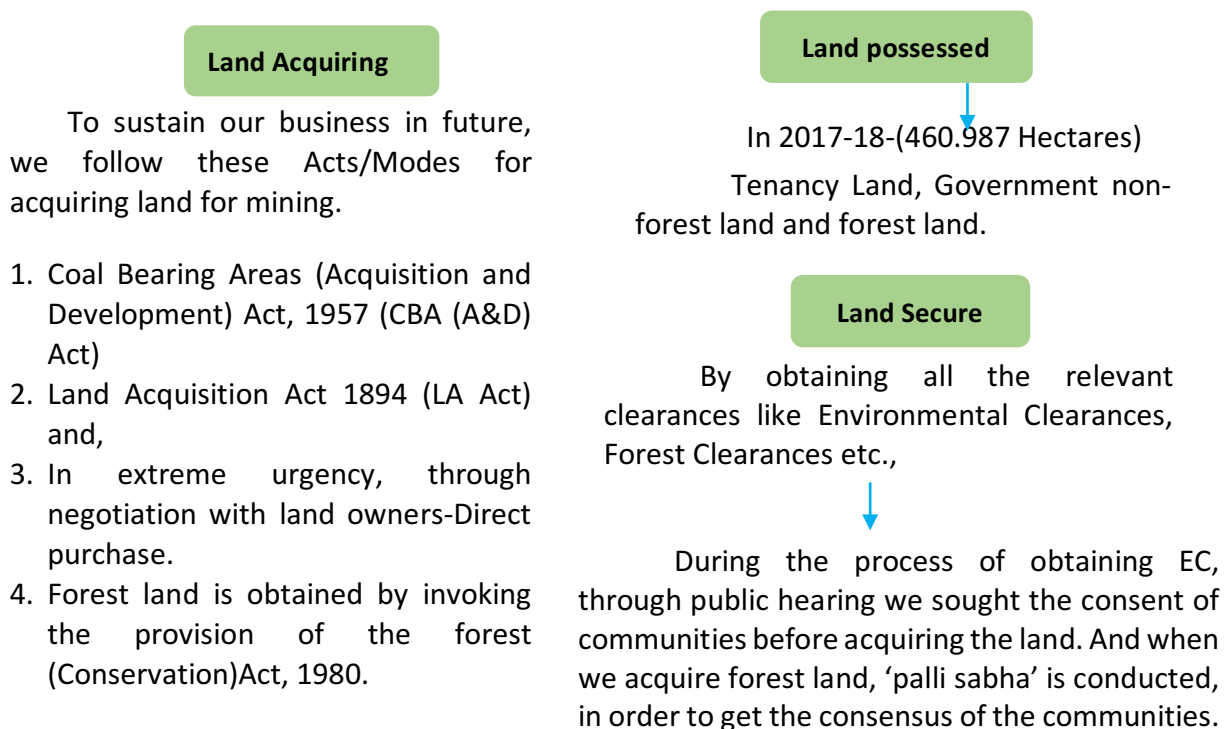 Land Acquiring
To sustain our business in future,
we follow these Acts/Modes for
acquiring land for mining.
1. Coal Bearing Areas (Acquisition and
Development) Act, 1957 (CBA (A&D)
Act)
2. Land Acquisition Act 1894 (LA Act)
and,
3. In extreme urgency, through
negotiation with land owners-Direct
purchase.
4. Forest land is obtained by invoking
the provision of the forest
(Conservation)Act, 1980.
Land possessed
In 2017-18-(460.987 Hectares)
Tenancy Land, Government non-
forest land and forest land.
Land Secure
By obtaining all the relevant
clearances like Environmental Clearances,
Forest Clearances etc.,
During the process of obtaining EC,
through public hearing we sought the consent of
communities before acquiring the land. And when
we acquire forest land, ‘palli sabha’ is conducted,
in order to get the consensus of the communities.